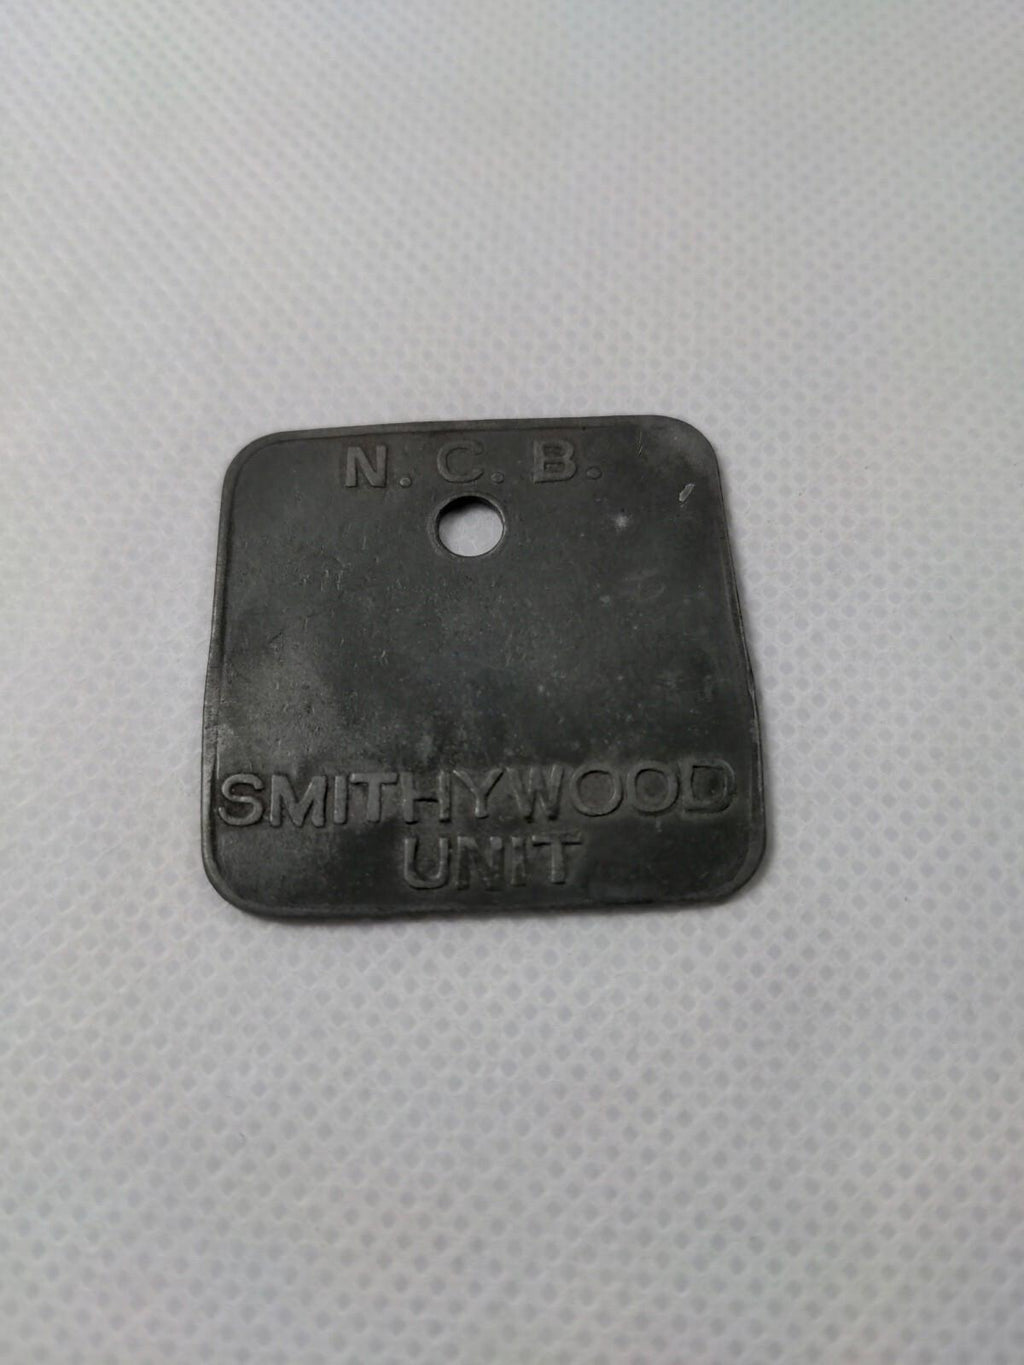 N. C. B.
SMITHYWOOD
UNIT